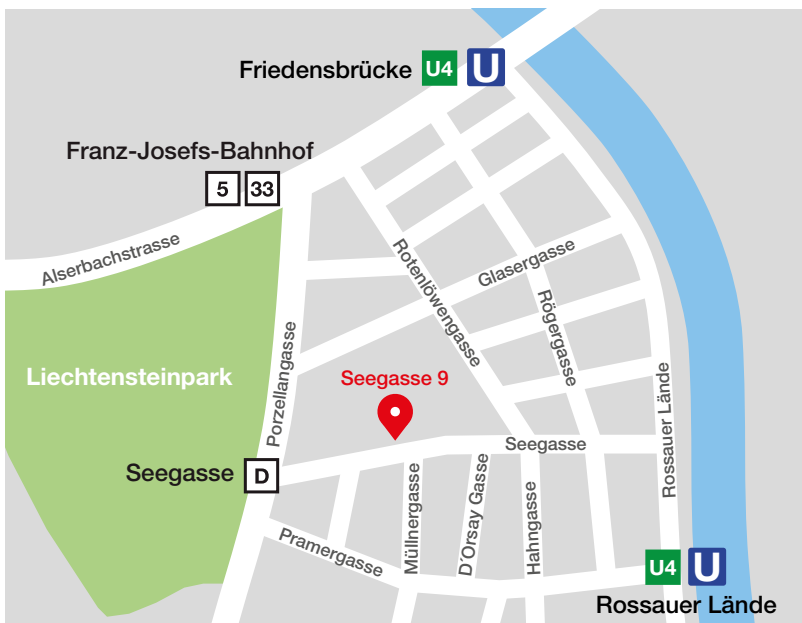 Friedensbrücke U4 U
Franz-Josefs-Bahnhof
5 33
Alserbachstrasse
Rotenlöwengasse
Glasergasse
Rögergasse
Porzellangasse
Liechtensteinpark
Seegasse 9
Rossauer Lände
Seegasse
Seegasse D
Müllnergasse
D´Orsay Gasse
Hahngasse
Pramergasse
U4 U
Rossauer Lände